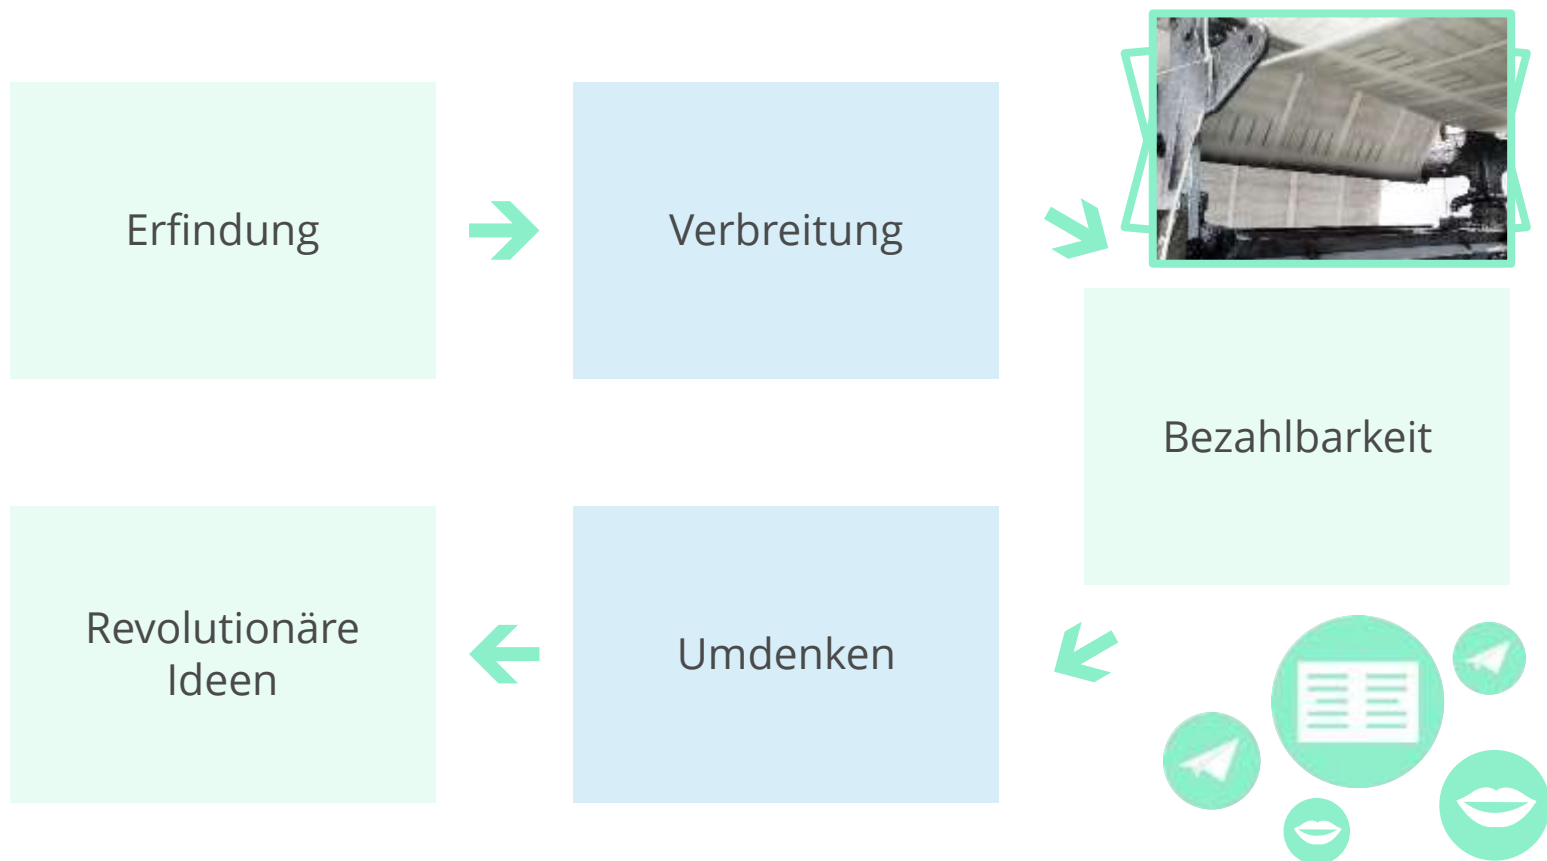 Erfindung
Verbreitung
Bezahlbarkeit
Umdenken
Revolutionäre
Ideen